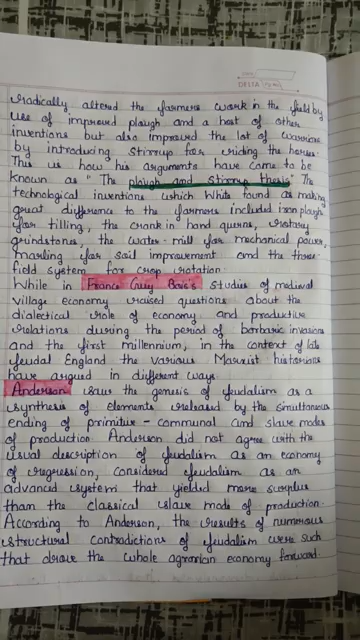 DELTA
radically altered the farmers work in the field by
use of improved plough and a host of other
inventions but also improved the lot of warriors
by introducing Stirrup for riding the horse.
This is how his arguments have come to be
known as "The plough and stirrup thesis" The
technological inventions which White found as making
great difference to the farmers included iron plough
for tilling, the crank in hand querns, rotatry
grindstone, the water-mill for mechanical power,
marling for soil improvement and the three
field system for crop rotation.
While in France Guy Bois's studies of medieval
village economy raised questions about the
dialectical role of economy and productive
relations during the period of barbaric invasions
and the first millennium, in the context of late
feudal England the various Marxist historians
have argued in different ways.
Anderson saw the genesis of feudalism as a
synthesis of elements released by the simultaneous
ending of primitive - communal and slave modes
of production. Anderson did not agree with the
usual description of feudalism as an economy
of regression, considered feudalism as an
advanced system that yielded more surplus
than the classical slave mode of production.
According to Anderson, the results of numerous
structural contradictions of feudalism were such
that drove the whole agrarian economy forward.